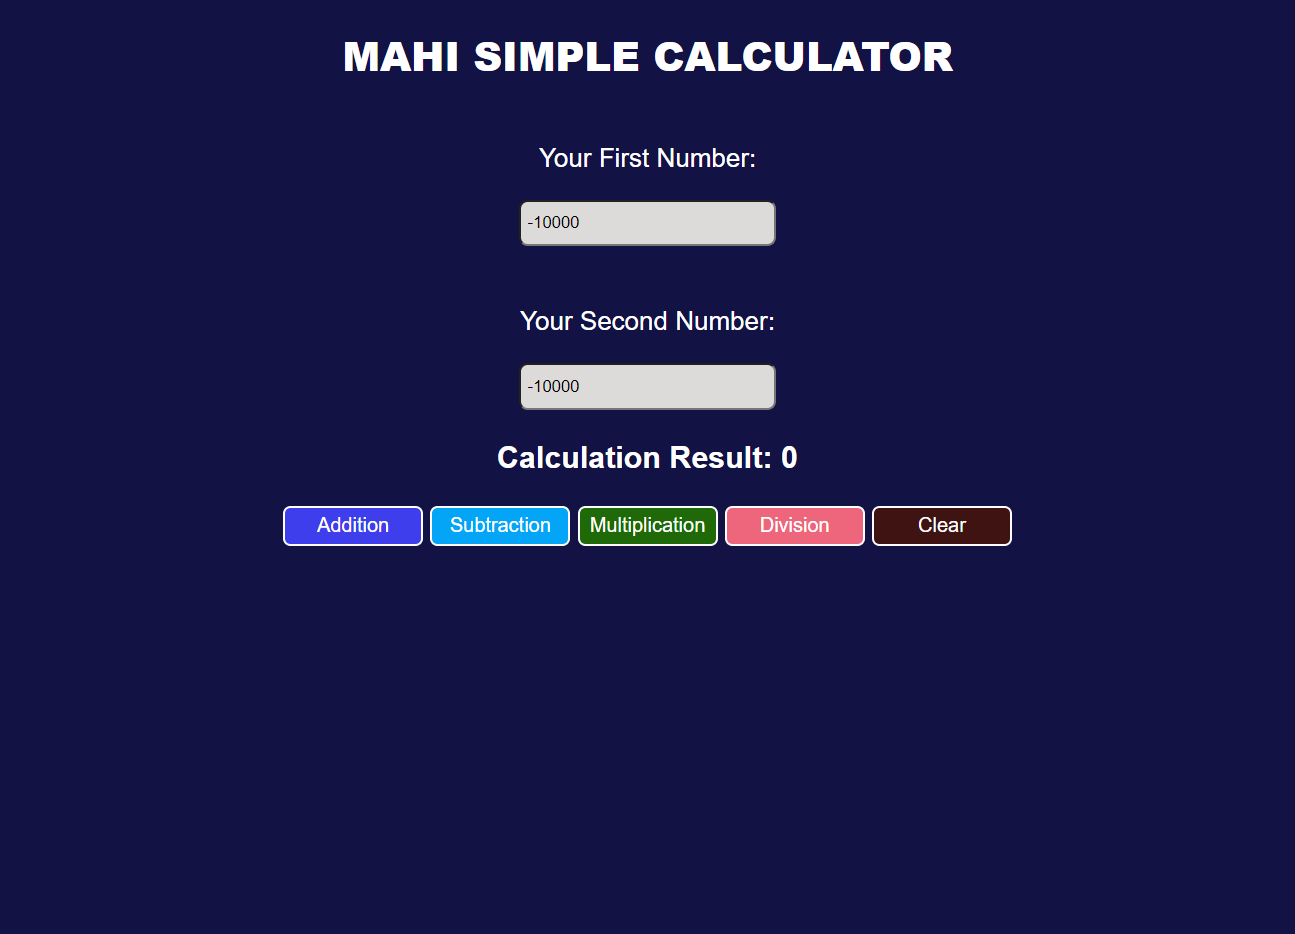 MAHI SIMPLE CALCULATOR
Your First Number:
-10000
Your Second Number:
-10000
Calculation Result: 0
Addition Subtraction Multiplication Division Clear